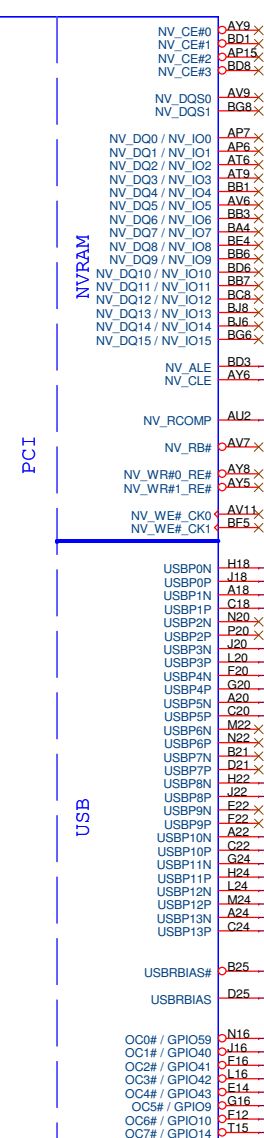 NV_CE#0 AY9
NV_CE#1 BD1
NV_CE#2 AP15
NV_CE#3 BD8
NV_DQS0 AV9
NV_DQS1 BG8
NV_DQ0 / NV_IO0 AP7
NV_DQ1 / NV_IO1 AP6
NV_DQ2 / NV_IO2 AT6
NV_DQ3 / NV_IO3 AT9
NV_DQ4 / NV_IO4 BB1
NV_DQ5 / NV_IO5 AV6
NV_DQ6 / NV_IO6 BB3
NV_DQ7 / NV_IO7 BA4
NV_DQ8 / NV_IO8 BE4
NV_DQ9 / NV_IO9 BB6
NV_DQ10 / NV_IO10 BD6
NV_DQ11 / NV_IO11 BB7
NV_DQ12 / NV_IO12 BC8
NV_DQ13 / NV_IO13 BJ8
NV_DQ14 / NV_IO14 BJ6
NV_DQ15 / NV_IO15 BG6
NVRAM
NV_ALE BD3
NV_CLE AY6
NV_RCOMP AU2
NV_RB# AV7
PCI
NV_WR#0_RE# AY8
NV_WR#1_RE# AY5
NV_WE#_CK0 AV11
NV_WE#_CK1 BF5
USBP0N H18
USBP0P J18
USBP1N A18
USBP1P C18
USBP2N N20
USBP2P P20
USBP3N J20
USBP3P L20
USBP4N F20
USBP4P G20
USBP5N A20
USBP5P C20
USBP6N M22
USBP6P N22
USBP7N B21
USBP7P D21
USBP8N H22
USBP8P J22
USBP9N E22
USBP9P F22
USBP10N A22
USBP10P C22
USBP11N G24
USBP11P H24
USBP12N L24
USBP12P M24
USBP13N A24
USBP13P C24
USB
USBRBIAS# B25
USBRBIAS D25
OC0# / GPIO59 N16
OC1# / GPIO40 J16
OC2# / GPIO41 F16
OC3# / GPIO42 L16
OC4# / GPIO43 E14
OC5# / GPIO9 G16
OC6# / GPIO10 F12
OC7# / GPIO14 T15